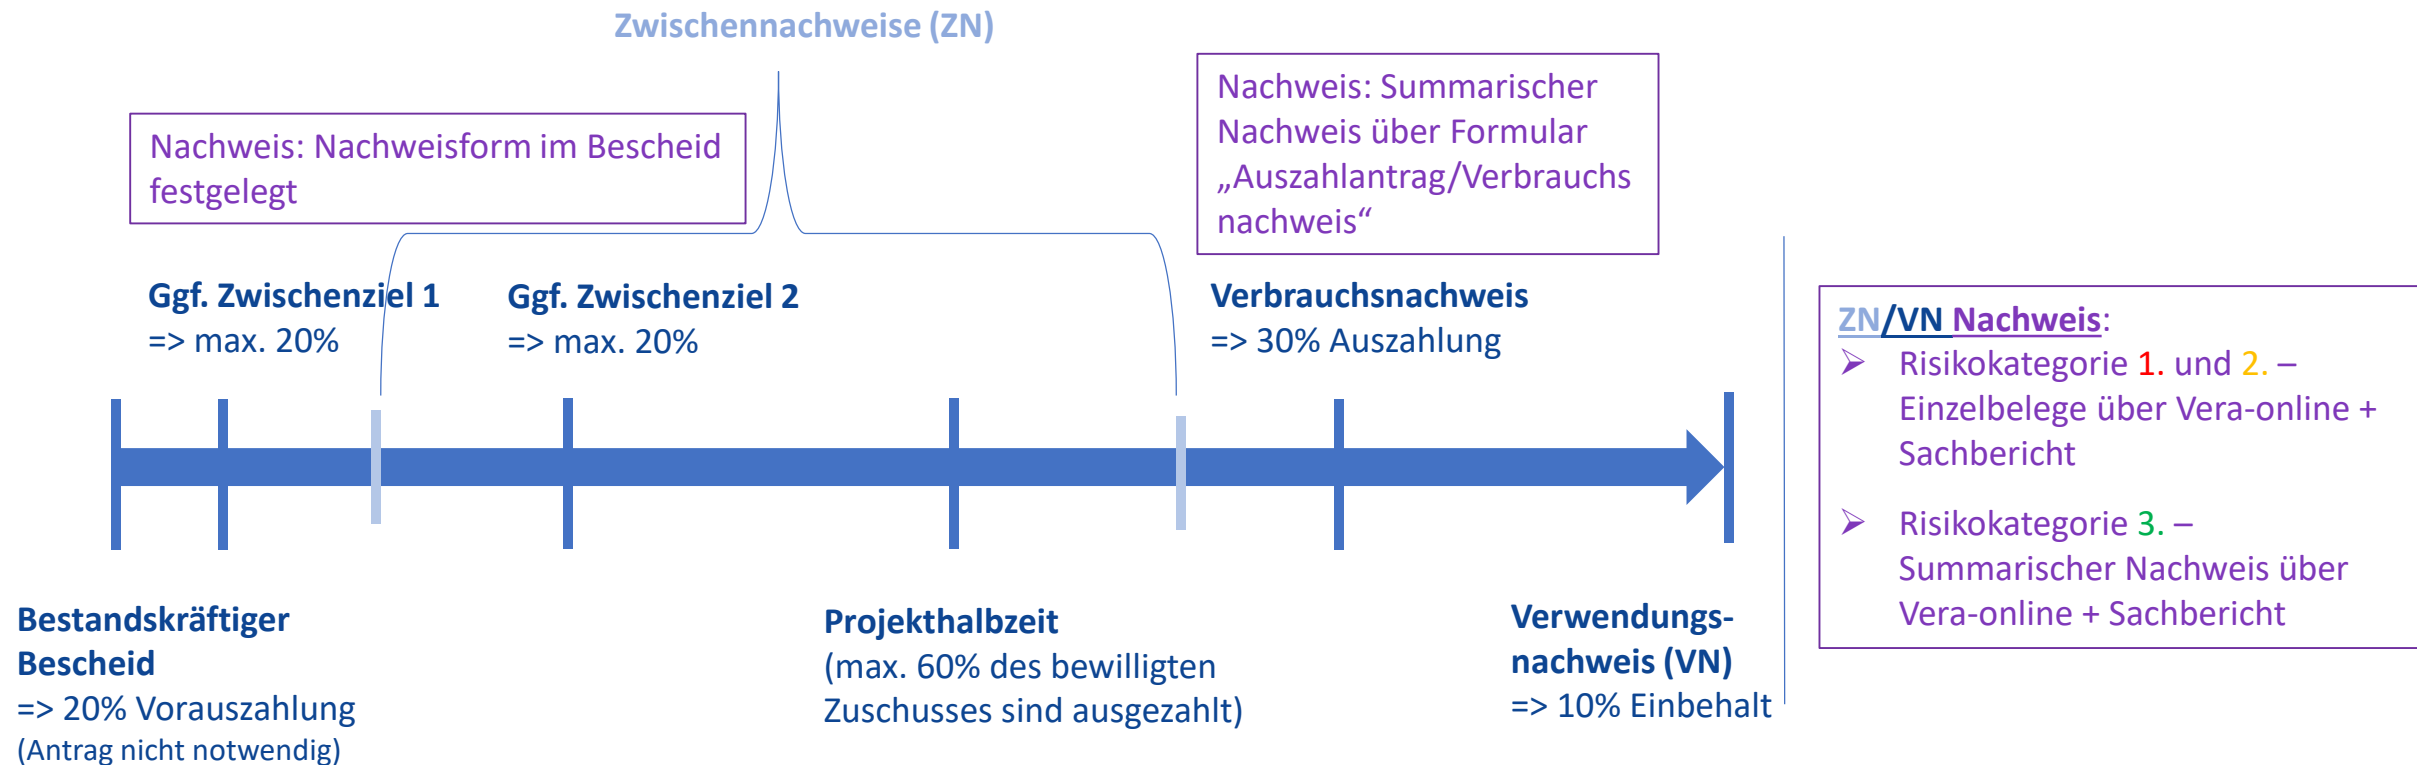 Zwischennachweise (ZN)
Nachweis: Nachweisform im Bescheid
festgelegt
Nachweis: Summarischer
Nachweis über Formular
„Auszahlantrag/Verbrauchs
nachweis“
Ggf. Zwischenziel 1
=> max. 20%
Ggf. Zwischenziel 2
=> max. 20%
Verbrauchsnachweis
=> 30% Auszahlung
Bestandskräftiger
Bescheid
=> 20% Vorauszahlung
(Antrag nicht notwendig)
Projekthalbzeit
(max. 60% des bewilligten
Zuschusses sind ausgezahlt)
Verwendungs-
nachweis (VN)
=> 10% Einbehalt
ZN/VN Nachweis:
➢ Risikokategorie 1. und 2. –
Einzelbelege über Vera-online +
Sachbericht
➢ Risikokategorie 3. –
Summarischer Nachweis über
Vera-online + Sachbericht